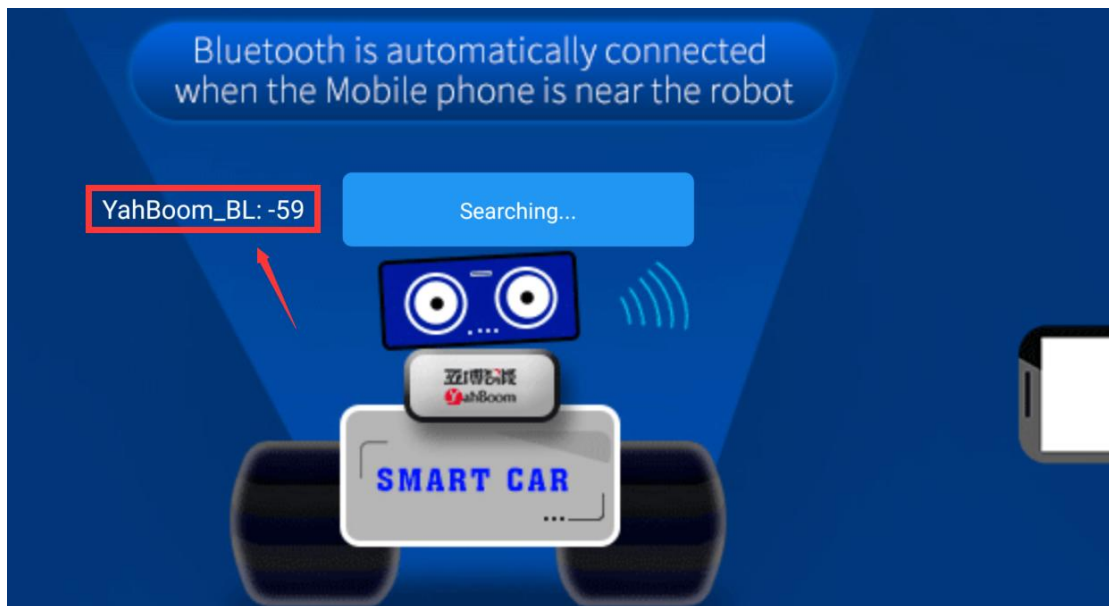 Bluetooth is automatically connected
when the Mobile phone is near the robot
YahBoom_BL: -59
Searching...
亚博智能
YahBoom
SMART CAR